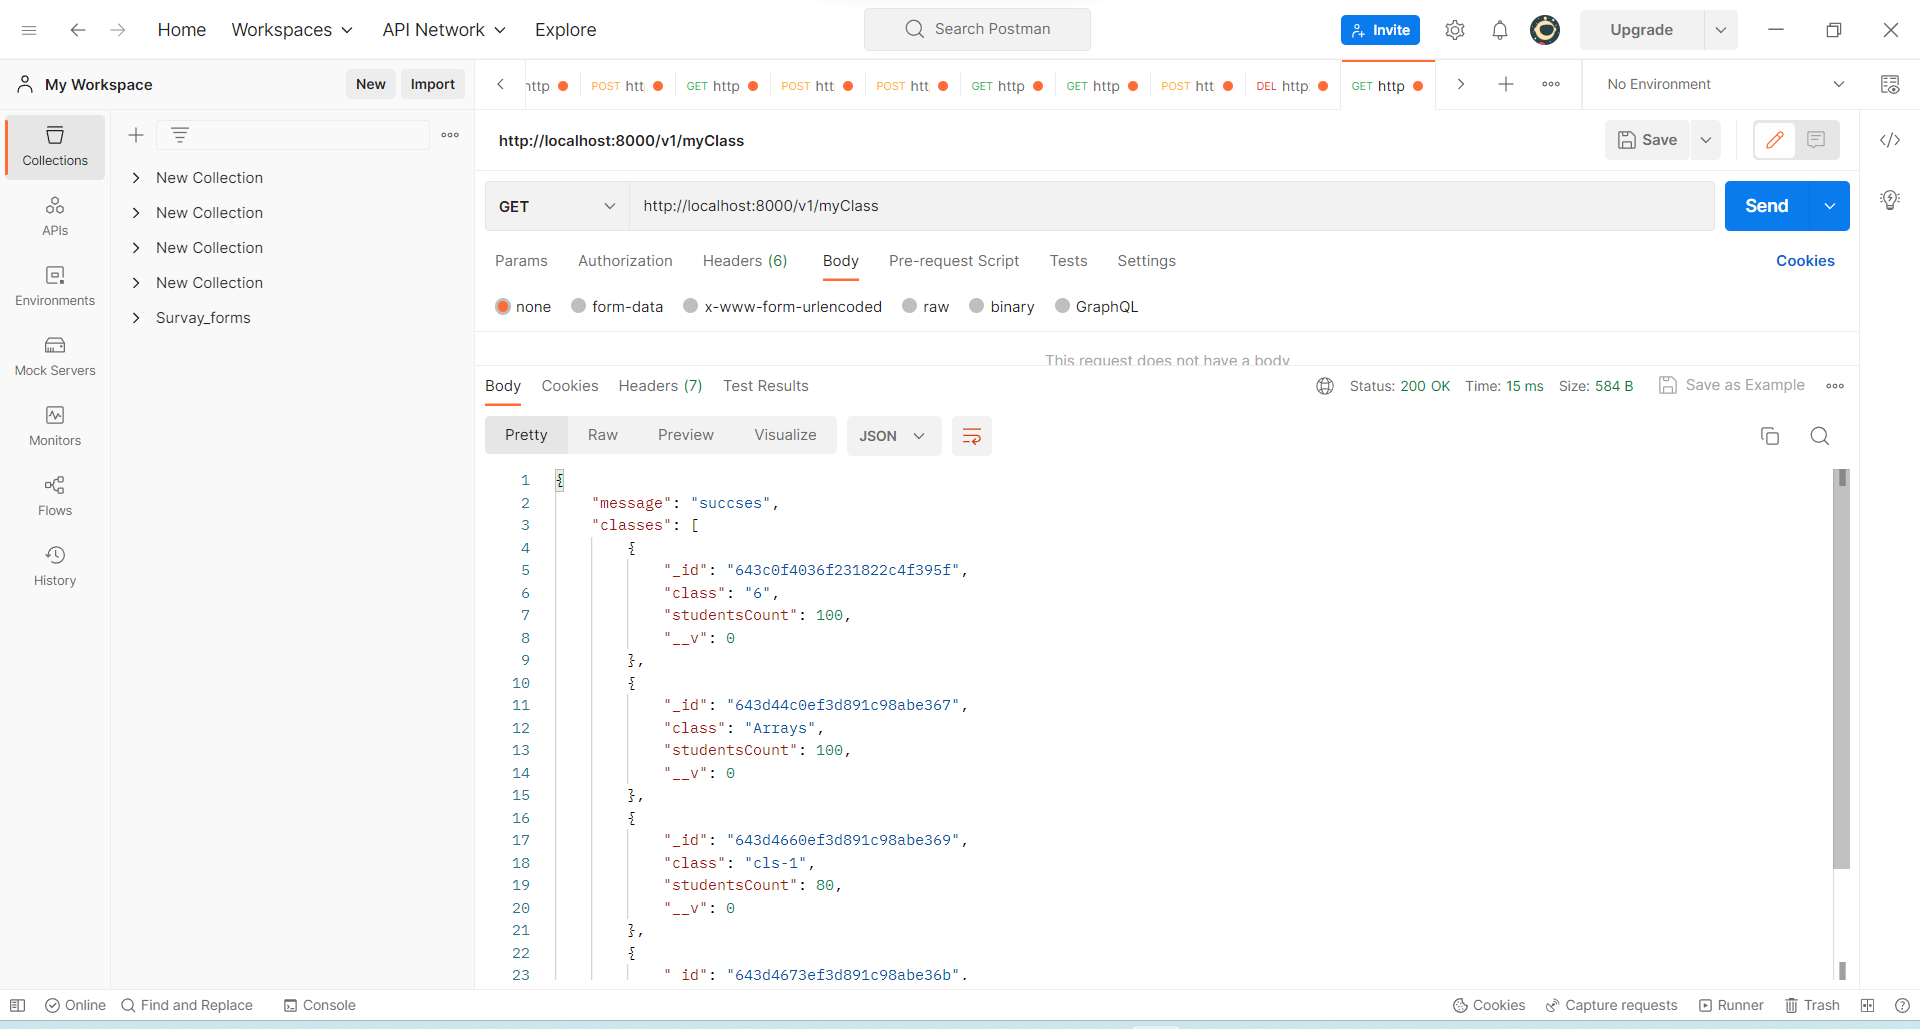 Home Workspaces API Network Explore Search Postman Invite Upgrade
My Workspace New Import http POST htt GET http POST htt POST htt GET http GET http POST htt DEL http GET http No Environment
Collections
APIs
Environments
Mock Servers
Monitors
Flows
History
New Collection
New Collection
New Collection
New Collection
Survay_forms
http://localhost:8000/v1/myClass Save
GET http://localhost:8000/v1/myClass Send
Params Authorization Headers (6) Body Pre-request Script Tests Settings Cookies
none form-data x-www-form-urlencoded raw binary GraphQL
This request does not have a body
Body Cookies Headers (7) Test Results Status: 200 OK Time: 15 ms Size: 584 B Save as Example
Pretty Raw Preview Visualize JSON
1 {
2 "message": "succses",
3 "classes": [
4 {
5 "_id": "643c0f4036f231822c4f395f",
6 "class": "6",
7 "studentsCount": 100,
8 "__v": 0
9 },
10 {
11 "_id": "643d44c0ef3d891c98abe367",
12 "class": "Arrays",
13 "studentsCount": 100,
14 "__v": 0
15 },
16 {
17 "_id": "643d4660ef3d891c98abe369",
18 "class": "cls-1",
19 "studentsCount": 80,
20 "__v": 0
21 },
22 {
23 "_id": "643d4673ef3d891c98abe36b",
Online Find and Replace Console Cookies Capture requests Runner Trash